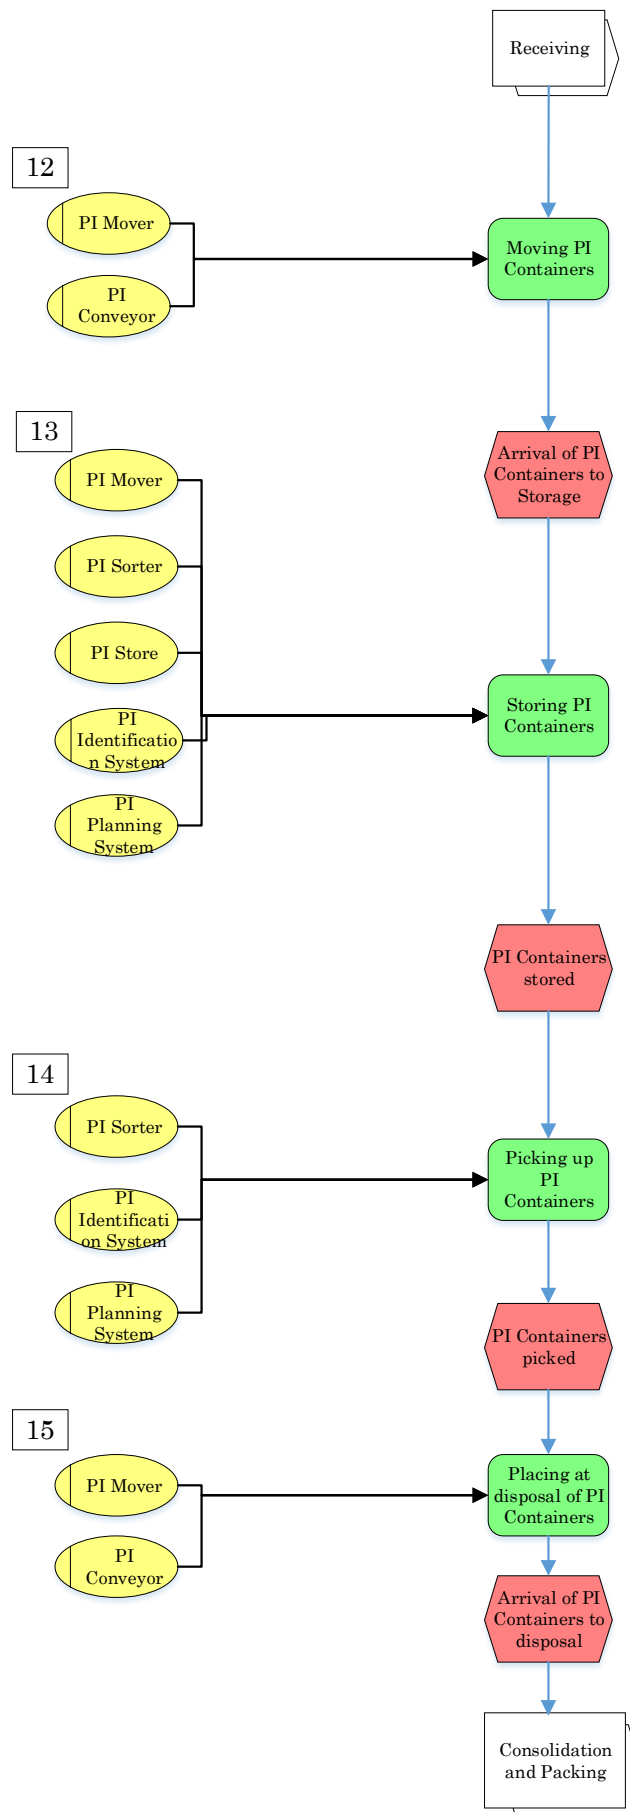 Receiving
12
PI Mover
PI
Conveyor
Moving PI
Containers
13
Arrival of PI
Containers to
Storage
PI Mover
PI Sorter
PI Store
PI
Identificatio
n System
PI
Planning
System
Storing PI
Containers
PI Containers
stored
14
PI Sorter
PI
Identificati
on System
PI
Planning
System
Picking up
PI
Containers
PI Containers
picked
15
PI Mover
PI
Conveyor
Placing at
disposal of PI
Containers
Arrival of PI
Containers to
disposal
Consolidation
and Packing